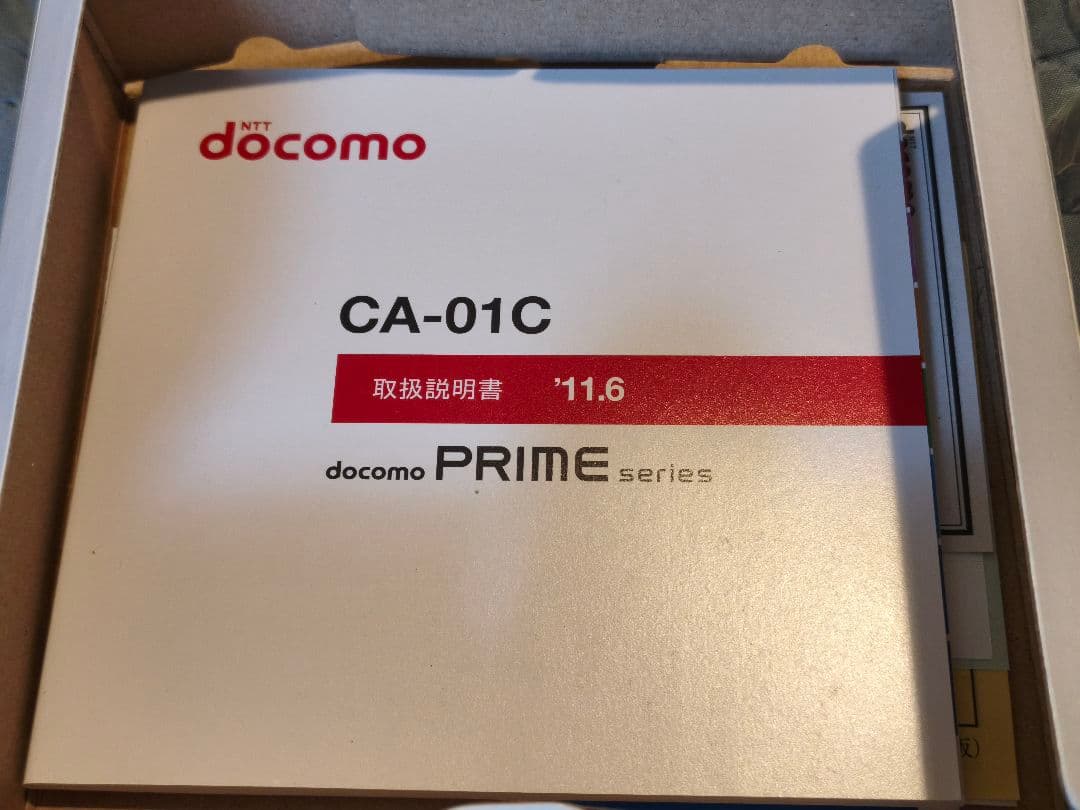 NTT
docomo
CA-01C
取扱説明書 '11.6
docomo PRIME series